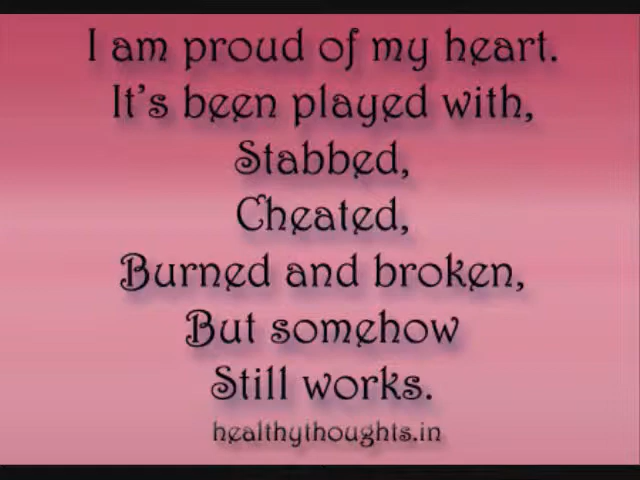 I am proud of my heart.
It's been played with,
Stabbed,
Cheated,
Burned and broken,
But somehow
Still works.
healthythoughts.in